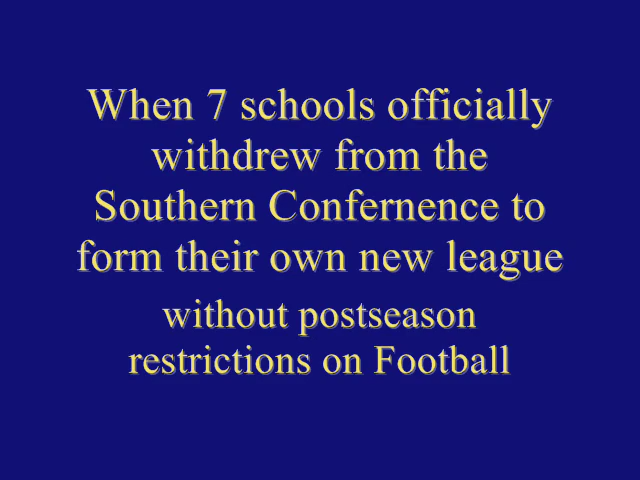 When 7 schools officially
withdrew from the
Southern Confernence to
form their own new league
without postseason
restrictions on Football